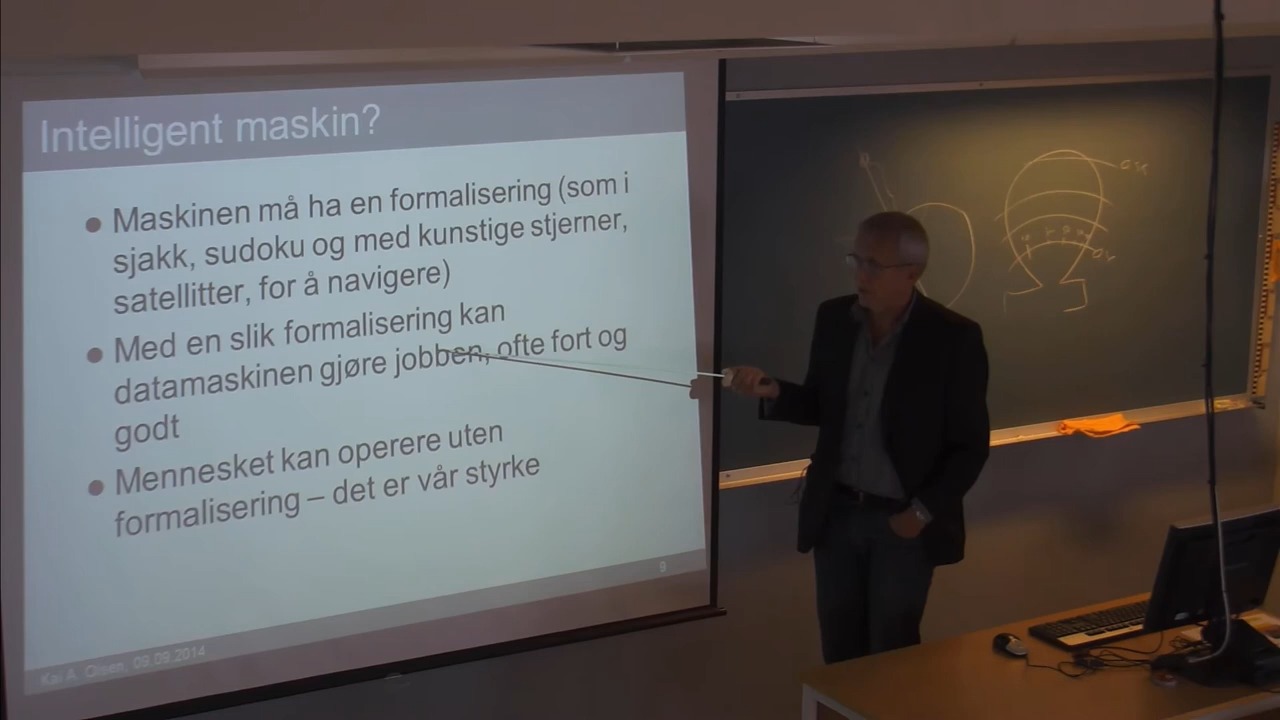 Intelligent maskin?
● Maskinen må ha en formalisering (som i
sjakk, sudoku og med kunstige stjerner,
satellitter, for å navigere)
● Med en slik formalisering kan
datamaskinen gjøre jobben, ofte fort og
godt
● Mennesket kan operere uten
formalisering – det er vår styrke
9
Kai A. Olsen, 09.09.2014